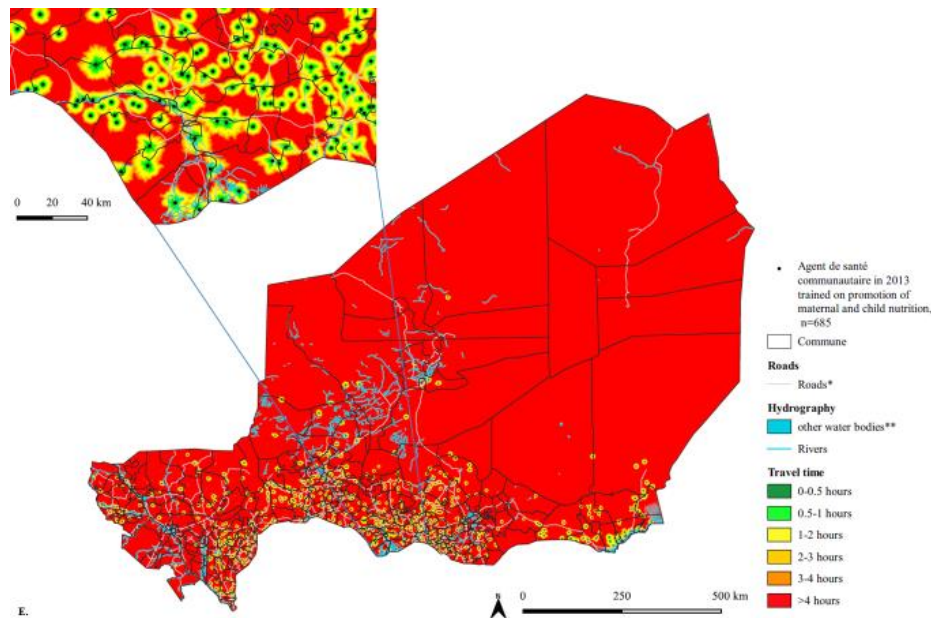 0 20 40 km
Agent de santé
communautaire in 2013
trained on promotion of
maternal and child nutrition,
n=685
Commune
Roads
Roads*
Hydrography
other water bodies**
Rivers
Travel time
0-0.5 hours
0.5-1 hours
1-2 hours
2-3 hours
3-4 hours
>4 hours
E.
N
0 250 500 km